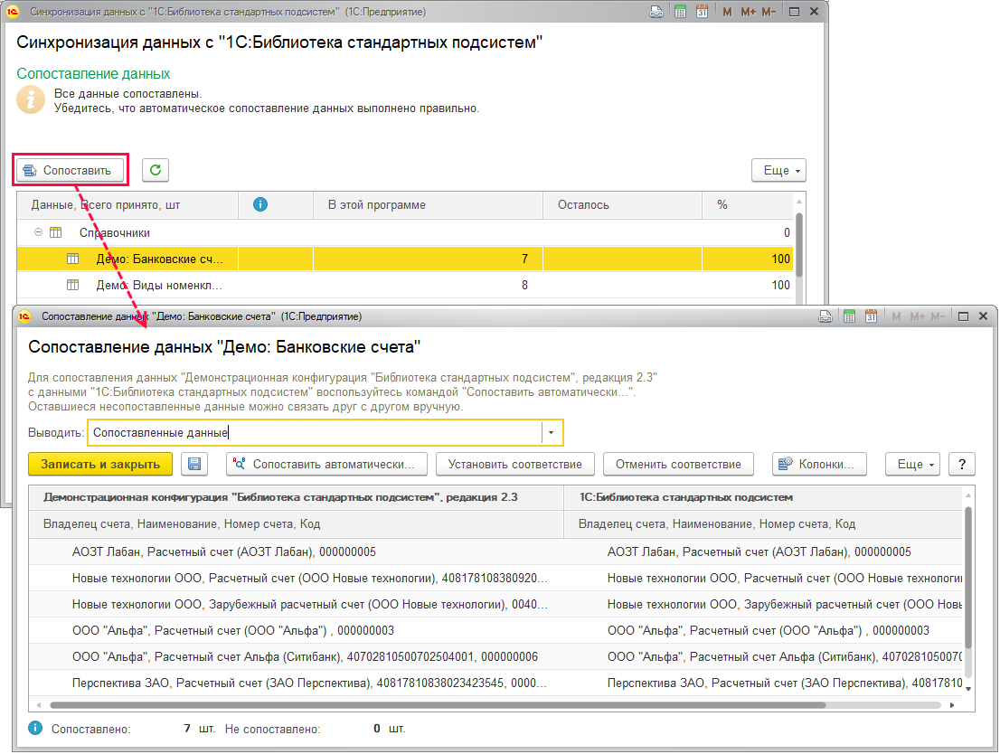 Синхронизация данных с "1С:Библиотека стандартных подсистем" (1С:Предприятие)
31 M M+ M-
Синхронизация данных с "1С:Библиотека стандартных подсистем"
Сопоставление данных
Все данные сопоставлены.
Убедитесь, что автоматическое сопоставление данных выполнено правильно.
Сопоставить Еще
Данные, Всего принято, шт В этой программе Осталось %
Справочники 0
Демо: Банковские сч... 7 100
Демо: Виды номенкл... 8 100
Сопоставление данных "Демо: Банковские счета" (1С:Предприятие)
31 M M+ M-
Сопоставление данных "Демо: Банковские счета"
Для сопоставления данных "Демонстрационная конфигурация "Библиотека стандартных подсистем", редакция 2.3"
с данными "1С:Библиотека стандартных подсистем" воспользуйтесь командой "Сопоставить автоматически...".
Оставшиеся несопоставленные данные можно связать друг с другом вручную.
Выводить: Сопоставленные данные
Записать и закрыть Сопоставить автоматически... Установить соответствие Отменить соответствие Колонки... Еще ?
Демонстрационная конфигурация "Библиотека стандартных подсистем", редакция 2.3 1С:Библиотека стандартных подсистем
Владелец счета, Наименование, Номер счета, Код Владелец счета, Наименование, Номер счета, Код
АОЗТ Лабан, Расчетный счет (АОЗТ Лабан), 000000005 АОЗТ Лабан, Расчетный счет (АОЗТ Лабан), 000000005
Новые технологии ООО, Расчетный счет (ООО Новые технологии), 408178108380920... Новые технологии ООО, Расчетный счет (ООО Новые технологии
Новые технологии ООО, Зарубежный расчетный счет (ООО Новые технологии), 0040... Новые технологии ООО, Зарубежный расчетный счет (ООО Новы
ООО "Альфа", Расчетный счет (ООО "Альфа") , 000000003 ООО "Альфа", Расчетный счет (ООО "Альфа") , 000000003
ООО "Альфа", Расчетный счет Альфа (Ситибанк), 40702810500702504001, 000000006 ООО "Альфа", Расчетный счет Альфа (Ситибанк), 4070281050070
Перспектива ЗАО, Расчетный счет (ЗАО Перспектива), 40817810838023423545, 0000... Перспектива ЗАО, Расчетный счет (ЗАО Перспектива), 40817810
Сопоставлено: 7 шт. Не сопоставлено: 0 шт.